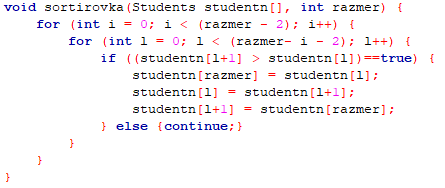 void sortirovka(Students studentn[], int razmer) {
    for (int i = 0; i < (razmer - 2); i++) {
        for (int l = 0; l < (razmer- i - 2); l++) {
            if ((studentn[l+1] > studentn[l])==true) {
                studentn[razmer] = studentn[l];
                studentn[l] = studentn[l+1];
                studentn[l+1] = studentn[razmer];
            } else {continue;}
        }
    }
}